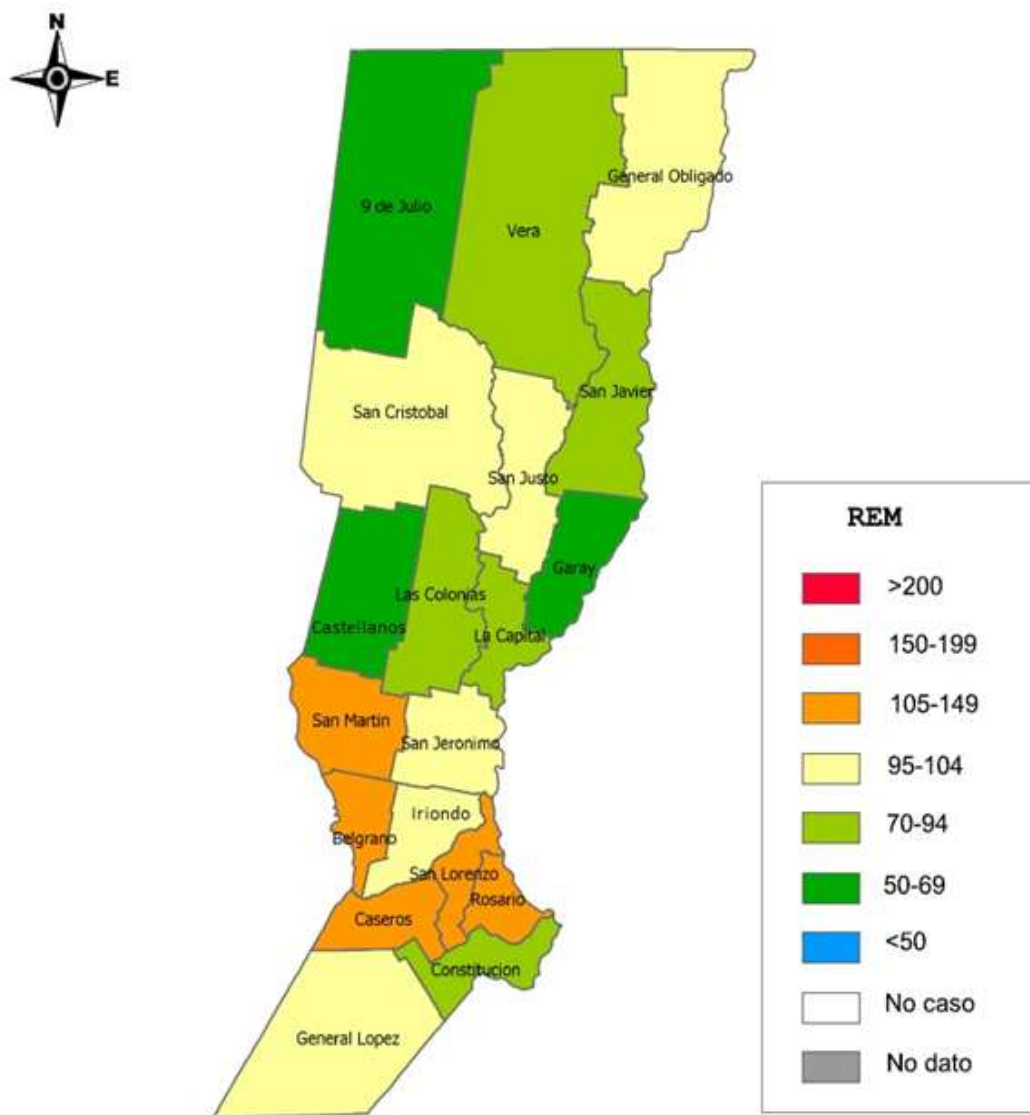 N
E
General Obligado
9 de Julio
Vera
San Javier
San Cristobal
San Justo
Garay
Las Colonias
Castellanos
La Capital
San Martin
San Jeronimo
Iriondo
Belgrano
San Lorenzo
Rosario
Caseros
Constitucion
General Lopez
REM
>200
150-199
105-149
95-104
70-94
50-69
<50
No caso
No dato